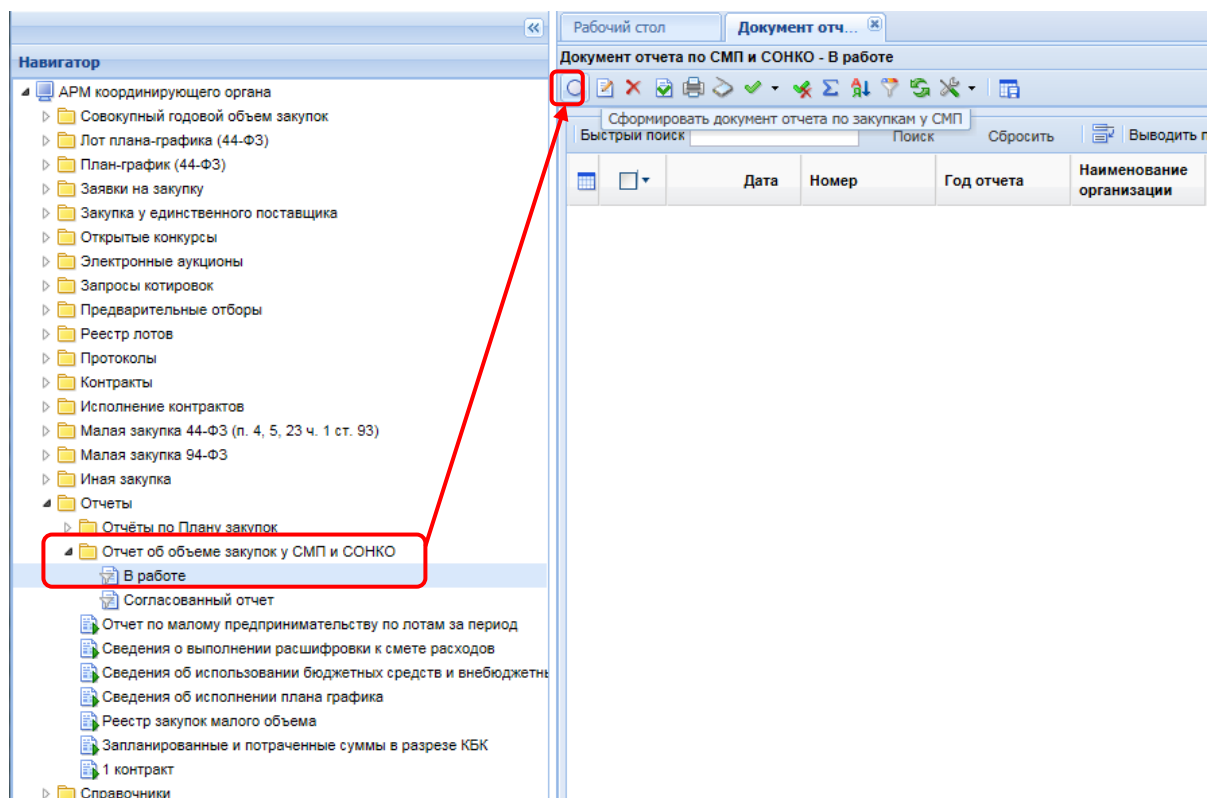 Навигатор
АРМ координирующего органа
Совокупный годовой объем закупок
Лот плана-графика (44-ФЗ)
План-график (44-ФЗ)
Заявки на закупку
Закупка у единственного поставщика
Открытые конкурсы
Электронные аукционы
Запросы котировок
Предварительные отборы
Реестр лотов
Протоколы
Контракты
Исполнение контрактов
Малая закупка 44-ФЗ (п. 4, 5, 23 ч. 1 ст. 93)
Малая закупка 94-ФЗ
Иная закупка
Отчеты
Отчёты по Плану закупок
Отчет об объеме закупок у СМП и СОНКО
В работе
Согласованный отчет
Отчет по малому предпринимательству по лотам за период
Сведения о выполнении расшифровки к смете расходов
Сведения об использовании бюджетных средств и внебюджетнь
Сведения об исполнении плана графика
Реестр закупок малого объема
Запланированные и потраченные суммы в разрезе КБК
1 контракт
Справочники
Рабочий стол Докумeнт отч...
Документ отчета по СМП и СОНКО - В работе
Сформировать документ отчета по закупкам у СМП
Быстрый поиск Поиск Сбросить Выводить п
Дата Номер Год отчета Наименование организации